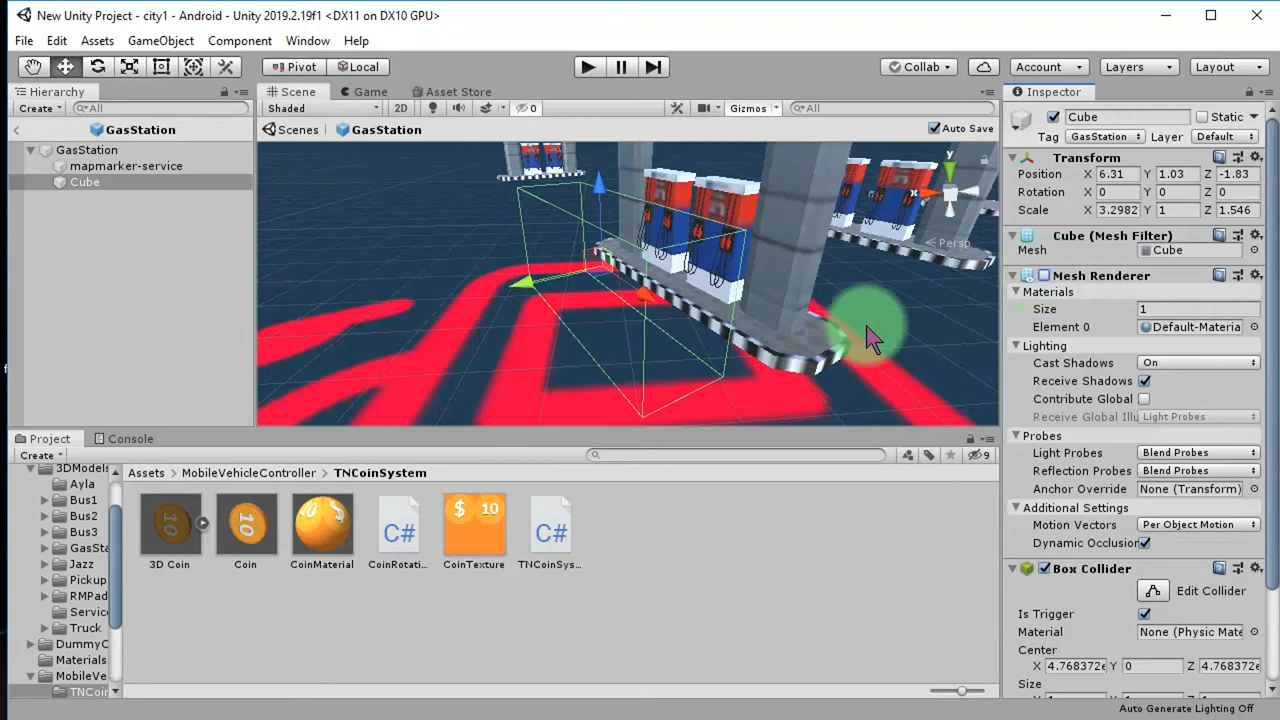 New Unity Project - city1 - Android - Unity 2019.2.19f1 <DX11 on DX10 GPU>
File Edit Assets GameObject Component Window Help
Pivot Local Collab Account Layers Layout
Hierarchy Scene Game Asset Store Inspector
Create All Shaded 2D 0 Gizmos All
Cube Static
GasStation Scenes GasStation Auto Save Tag GasStation Layer Default
GasStation
mapmarker-service
Cube
y
x
Persp
Transform
Position X 6.31 Y 1.03 Z -1.83
Rotation X 0 Y 0 Z 0
Scale X 3.2982 Y 1 Z 1.546
Cube (Mesh Filter)
Mesh Cube
Mesh Renderer
Materials
Size 1
Element 0 Default-Materia
Lighting
Cast Shadows On
Receive Shadows
Contribute Global
Receive Global Illu Light Probes
Probes
Light Probes Blend Probes
Reflection Probes Blend Probes
Anchor Override None (Transform)
Additional Settings
Motion Vectors Per Object Motion
Dynamic Occlusion
Box Collider
Edit Collider
Is Trigger
Material None (Physic Mate
Center
X 4.768372e Y 0 Z 4.768372e
Size
Project Console
Create 9
3DModels
Ayla
Bus1
Bus2
Bus3
GasSta
Jazz
Pickup
RMPad
Service
Truck
DummyC
Materials
MobileVe
TNCoin
Assets MobileVehicleController TNCoinSystem
10 10 10 $ 10
C# C#
3D Coin Coin CoinMaterial CoinRotati... CoinTexture TNCoinSys...
Auto Generate Lighting Off